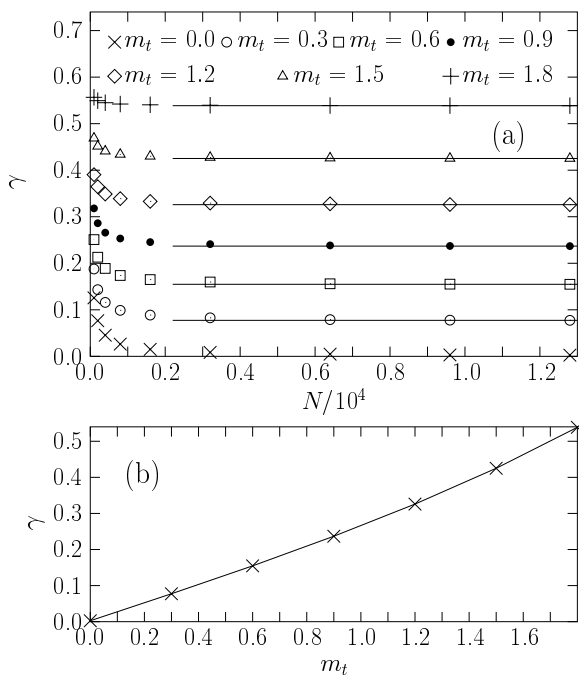 0.7
× m_t = 0.0 ○ m_t = 0.3 □ m_t = 0.6 • m_t = 0.9
◇ m_t = 1.2 △ m_t = 1.5 + m_t = 1.8
0.6
0.5
(a)
0.4
γ
0.3
0.2
0.1
0.0
0.0 0.2 0.4 0.6 0.8 1.0 1.2
N/10^4
0.5
(b)
0.4
γ
0.3
0.2
0.1
0.0
0.0 0.2 0.4 0.6 0.8 1.0 1.2 1.4 1.6
m_t